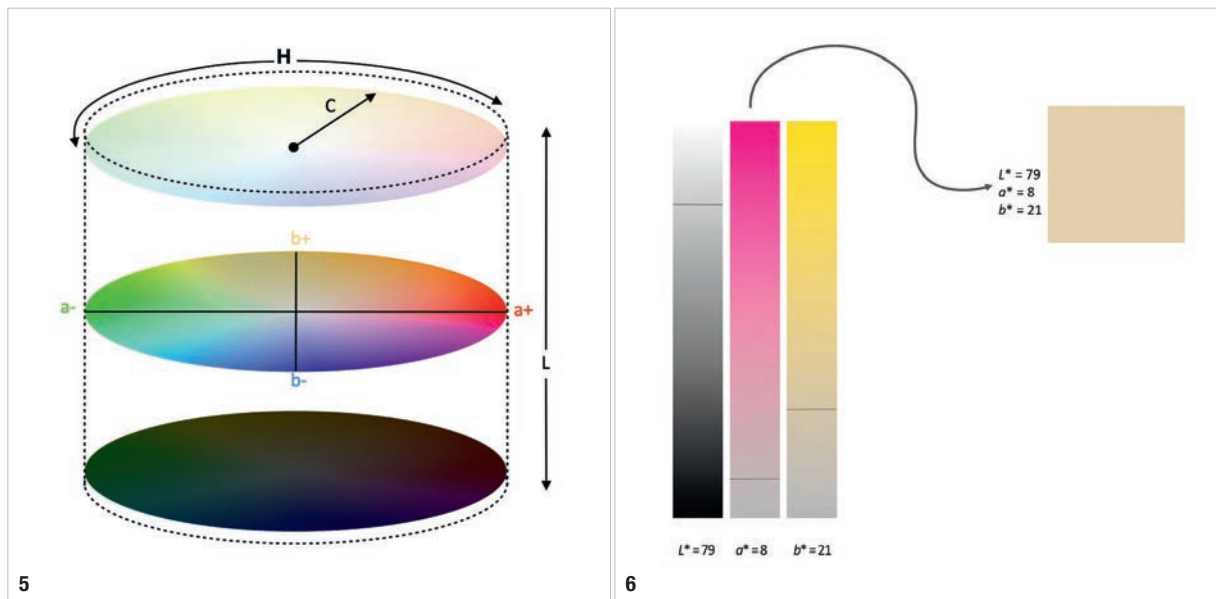 H
C
b+
a-
a+
b-
L
5
L* = 79
a* = 8
b* = 21
L* = 79
a* = 8
b* = 21
6